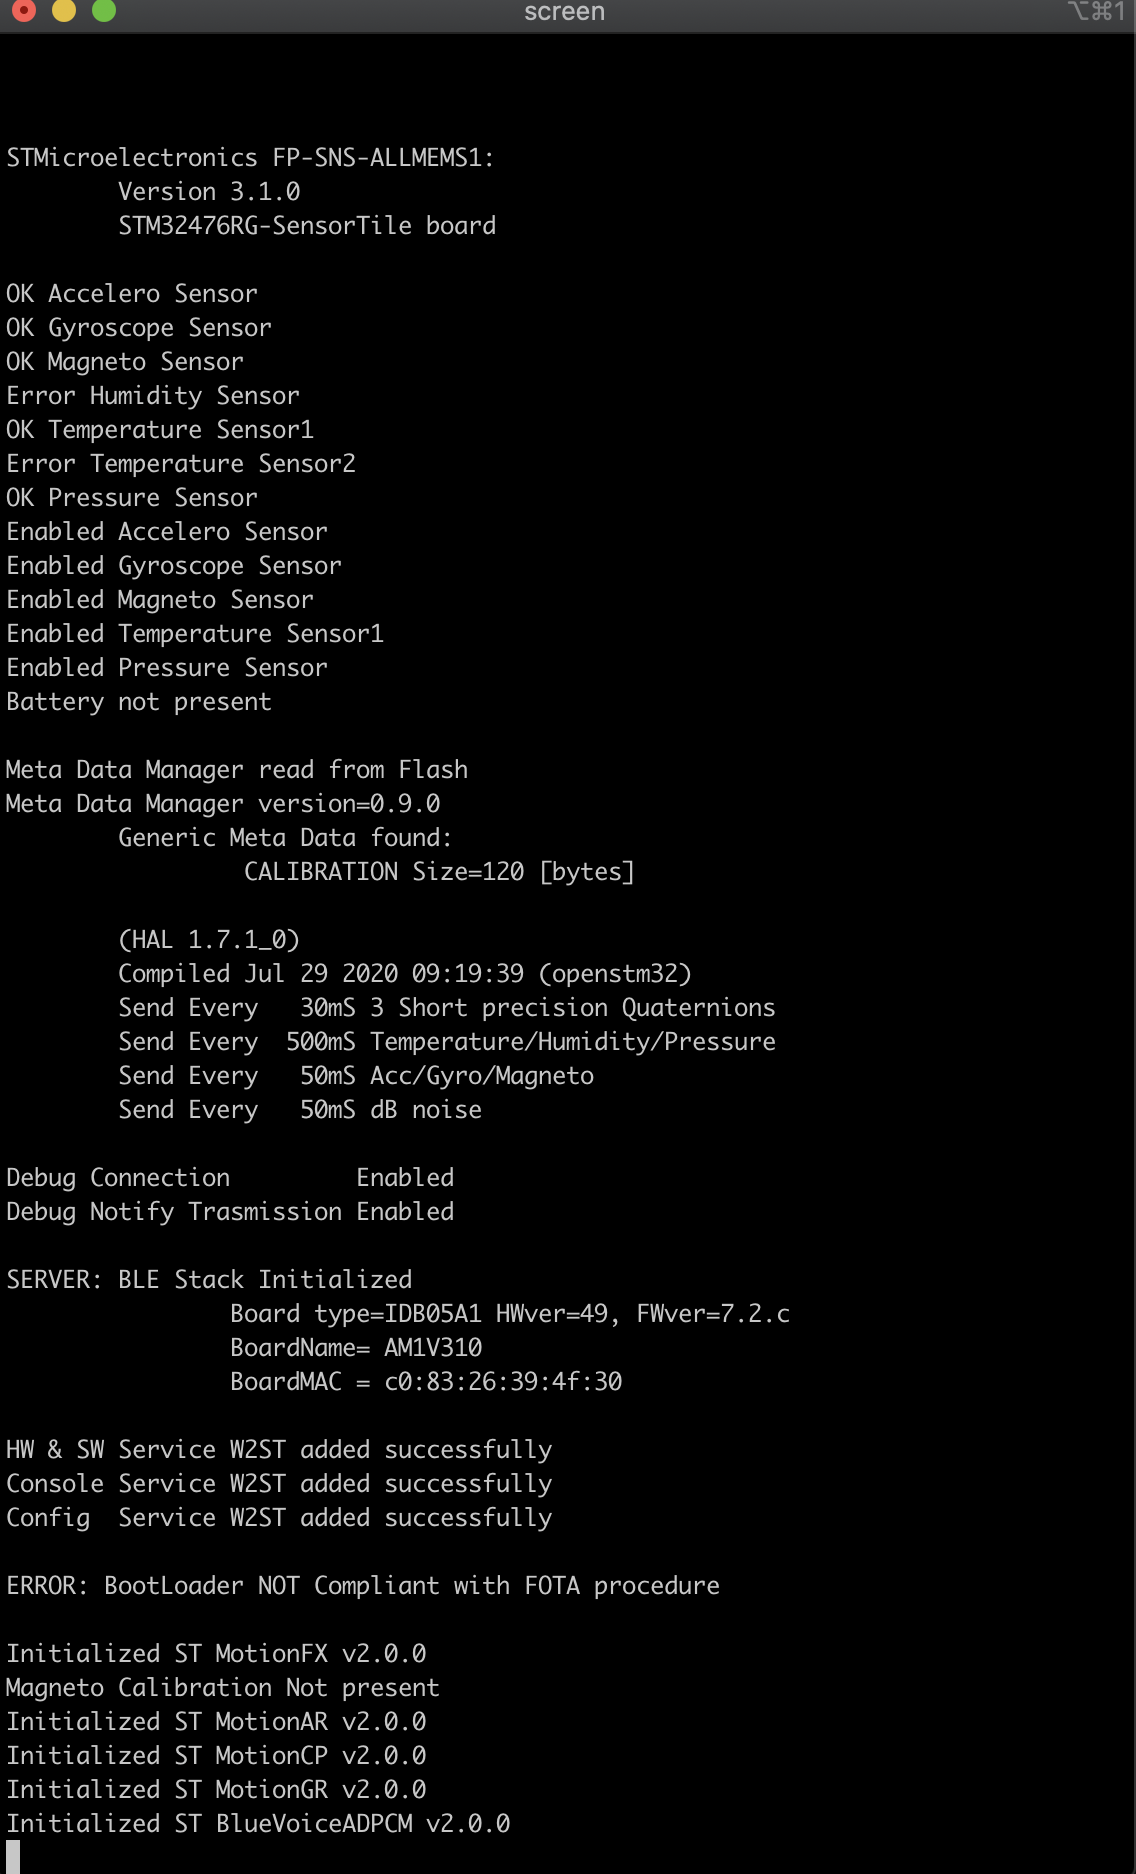 screen
⌥⌘1
STMicroelectronics FP-SNS-ALLMEMS1:
Version 3.1.0
STM32476RG-SensorTile board
OK Accelero Sensor
OK Gyroscope Sensor
OK Magneto Sensor
Error Humidity Sensor
OK Temperature Sensor1
Error Temperature Sensor2
OK Pressure Sensor
Enabled Accelero Sensor
Enabled Gyroscope Sensor
Enabled Magneto Sensor
Enabled Temperature Sensor1
Enabled Pressure Sensor
Battery not present
Meta Data Manager read from Flash
Meta Data Manager version=0.9.0
Generic Meta Data found:
CALIBRATION Size=120 [bytes]
(HAL 1.7.1_0)
Compiled Jul 29 2020 09:19:39 (openstm32)
Send Every   30mS 3 Short precision Quaternions
Send Every  500mS Temperature/Humidity/Pressure
Send Every   50mS Acc/Gyro/Magneto
Send Every   50mS dB noise
Debug Connection         Enabled
Debug Notify Trasmission Enabled
SERVER: BLE Stack Initialized
Board type=IDB05A1 HWver=49, FWver=7.2.c
BoardName= AM1V310
BoardMAC = c0:83:26:39:4f:30
HW & SW Service W2ST added successfully
Console Service W2ST added successfully
Config  Service W2ST added successfully
ERROR: BootLoader NOT Compliant with FOTA procedure
Initialized ST MotionFX v2.0.0
Magneto Calibration Not present
Initialized ST MotionAR v2.0.0
Initialized ST MotionCP v2.0.0
Initialized ST MotionGR v2.0.0
Initialized ST BlueVoiceADPCM v2.0.0